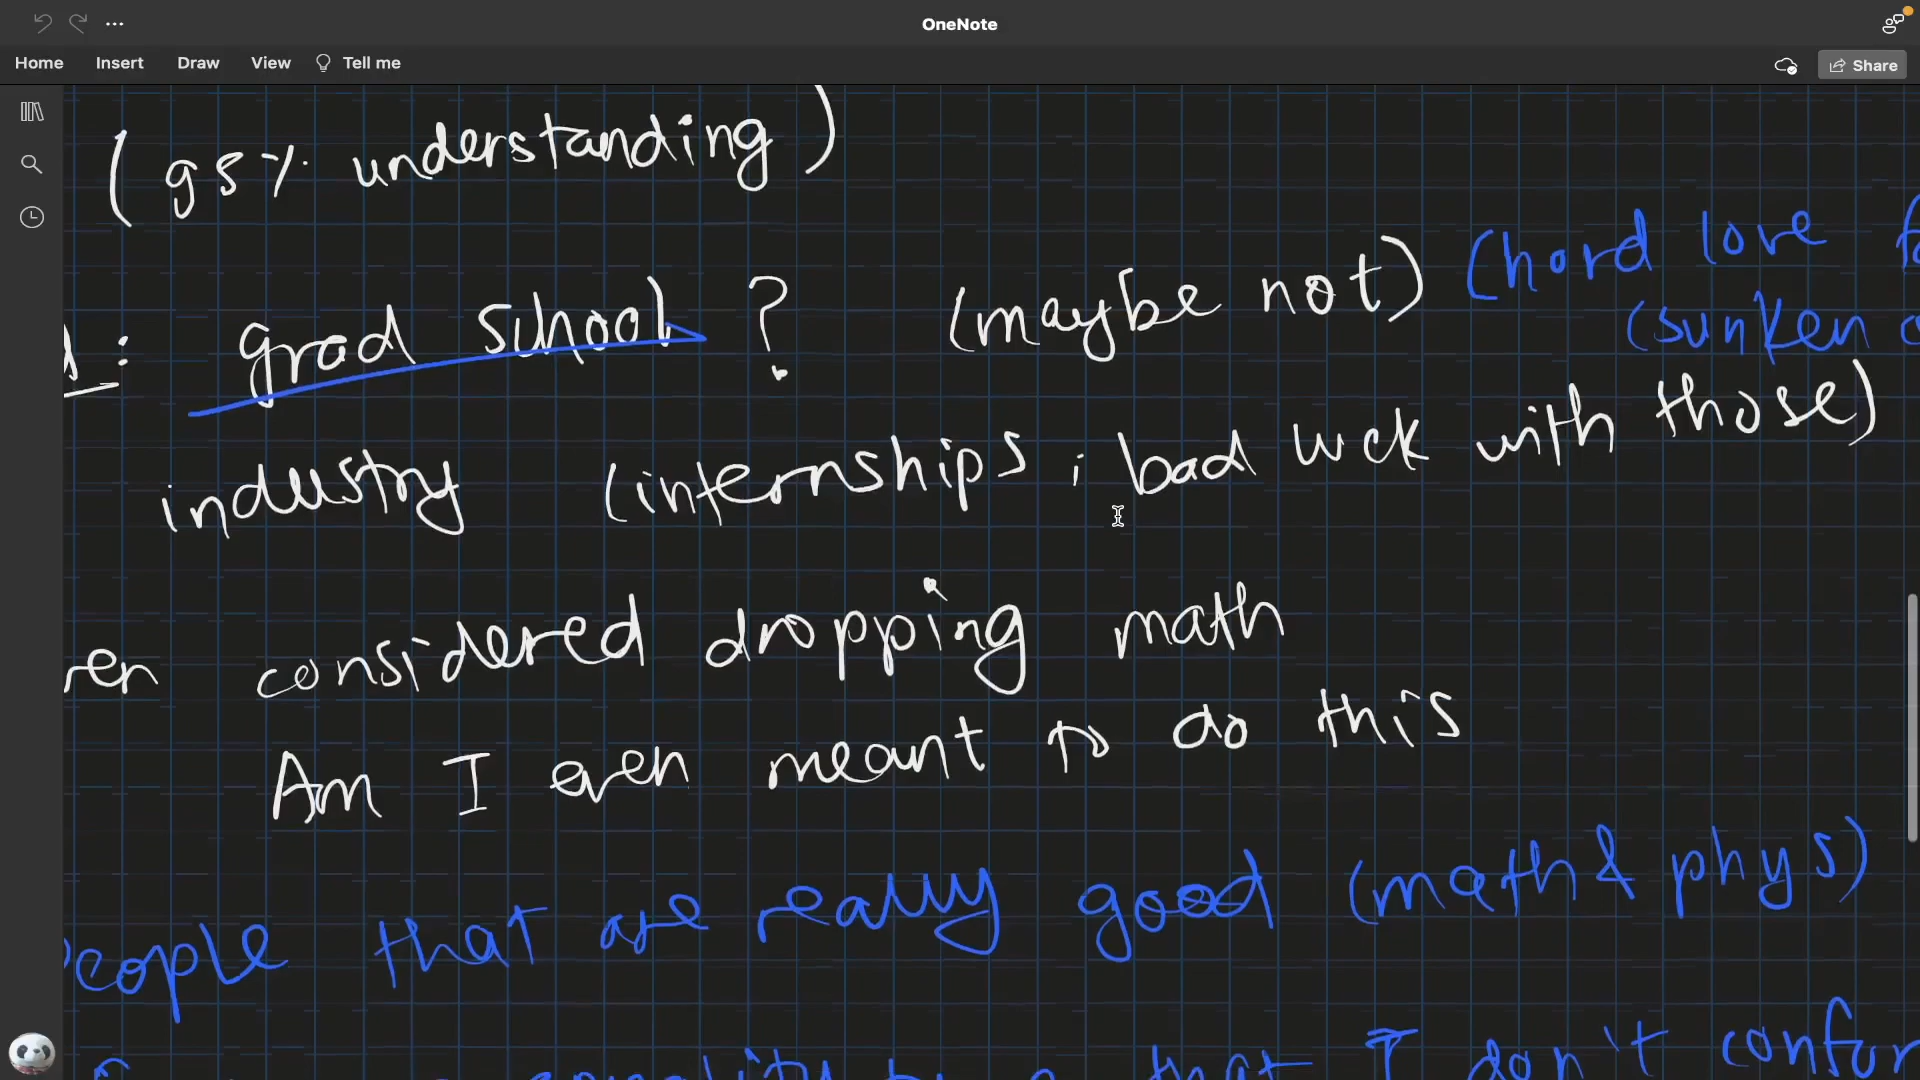 OneNote
Home Insert Draw View Tell me Share
(95% understanding)
grad school ? (maybe not) (hard love
(sunken
industry (internships ; bad luck with those)
considered dropping math
Am I even meant to do this
people that are really good (math & phys)
that I don't